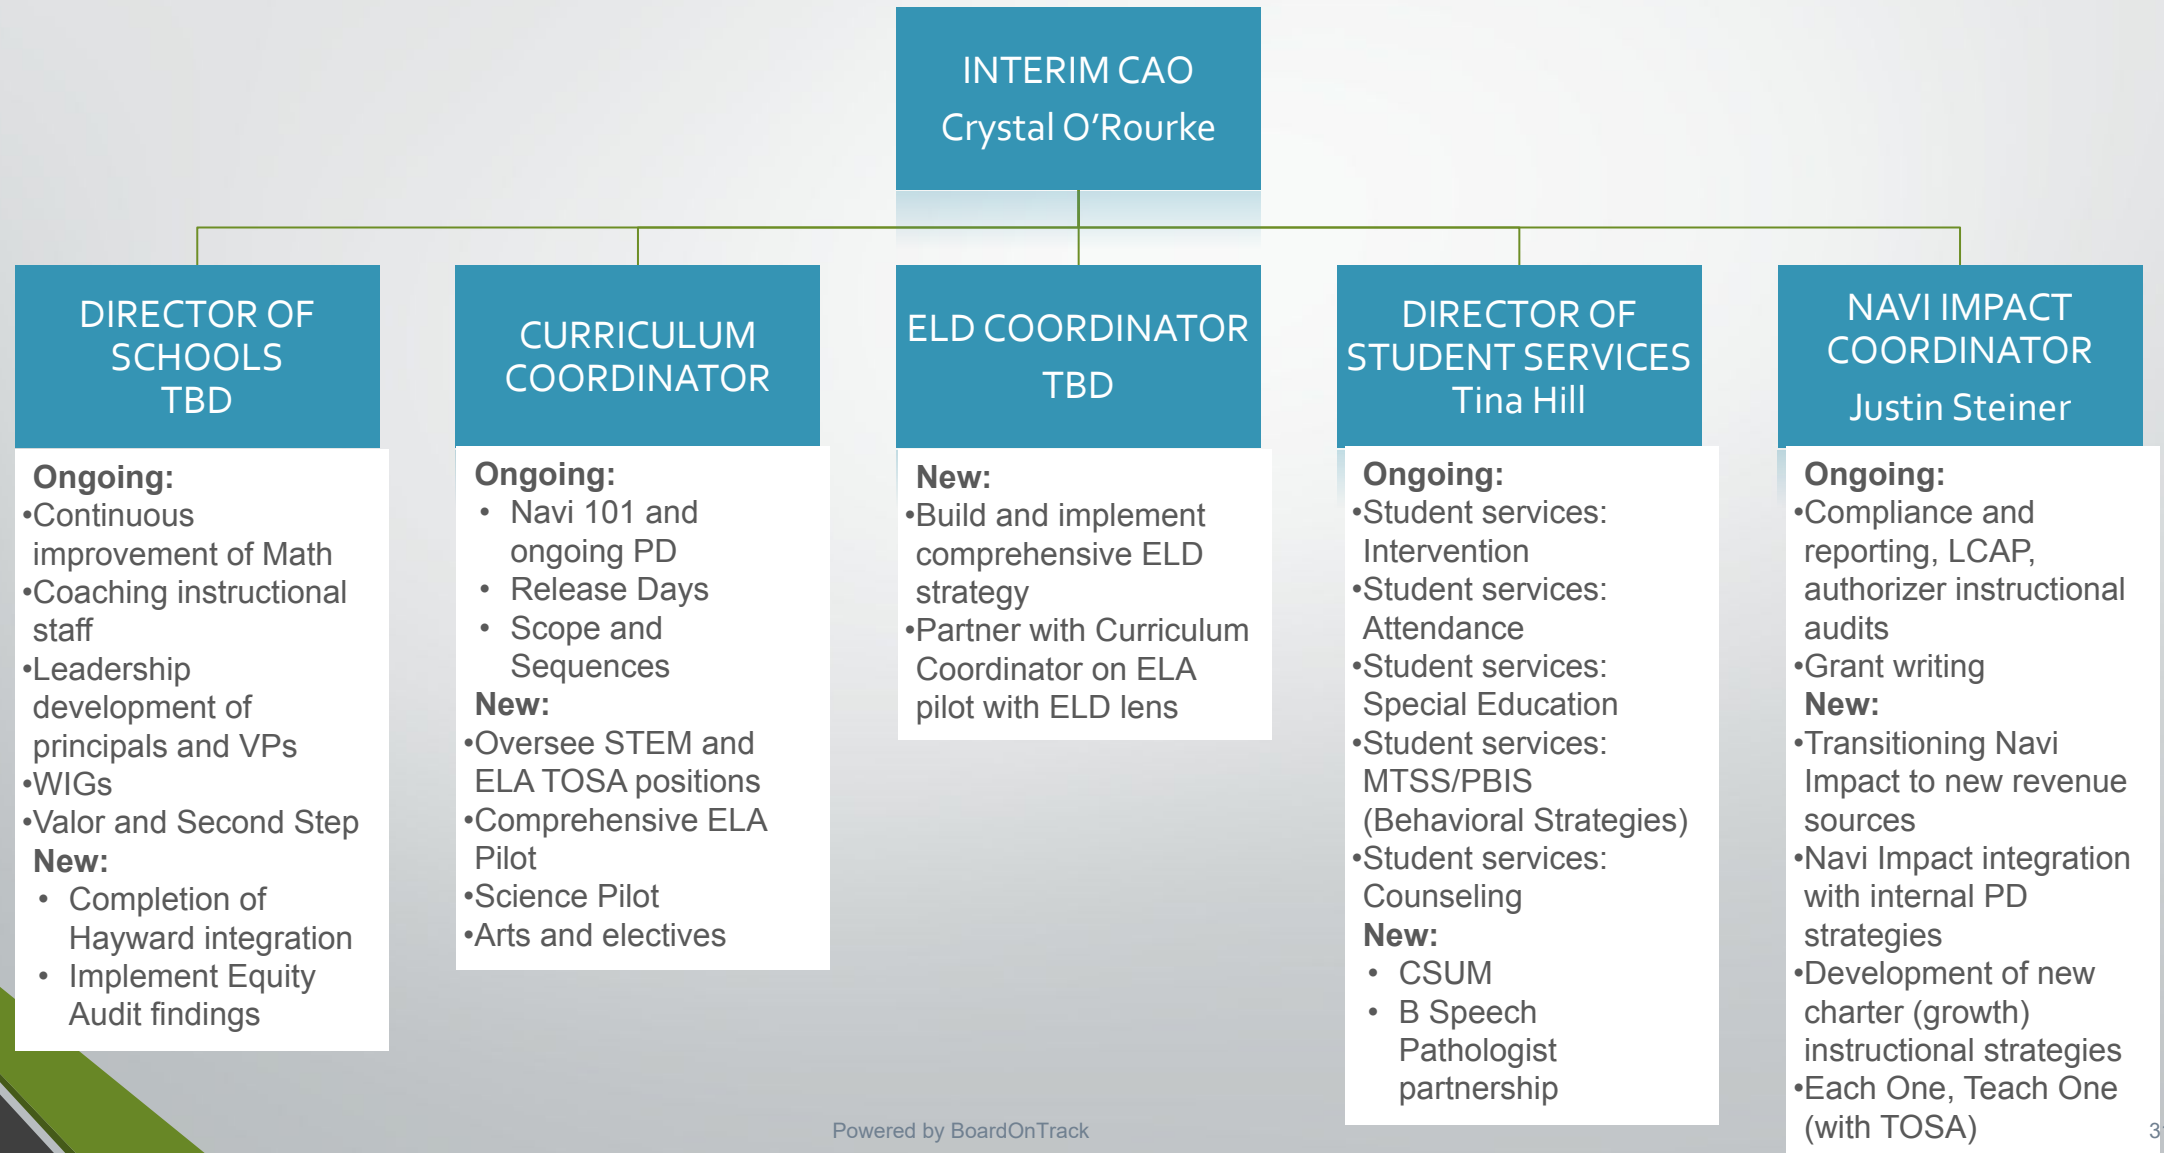 INTERIM CAO
Crystal O’Rourke
DIRECTOR OF
SCHOOLS
TBD
Ongoing:
•Continuous
improvement of Math
•Coaching instructional
staff
•Leadership
development of
principals and VPs
•WIGs
•Valor and Second Step
New:
• Completion of
Hayward integration
• Implement Equity
Audit findings
CURRICULUM
COORDINATOR
Ongoing:
• Navi 101 and
ongoing PD
• Release Days
• Scope and
Sequences
New:
•Oversee STEM and
ELA TOSA positions
•Comprehensive ELA
Pilot
•Science Pilot
•Arts and electives
ELD COORDINATOR
TBD
New:
•Build and implement
comprehensive ELD
strategy
•Partner with Curriculum
Coordinator on ELA
pilot with ELD lens
DIRECTOR OF
STUDENT SERVICES
Tina Hill
Ongoing:
•Student services:
Intervention
•Student services:
Attendance
•Student services:
Special Education
•Student services:
MTSS/PBIS
(Behavioral Strategies)
•Student services:
Counseling
New:
• CSUM
• B Speech
Pathologist
partnership
NAVI IMPACT
COORDINATOR
Justin Steiner
Ongoing:
•Compliance and
reporting, LCAP,
authorizer instructional
audits
•Grant writing
New:
•Transitioning Navi
Impact to new revenue
sources
•Navi Impact integration
with internal PD
strategies
•Development of new
charter (growth)
instructional strategies
•Each One, Teach One
(with TOSA)
Powered by BoardOnTrack